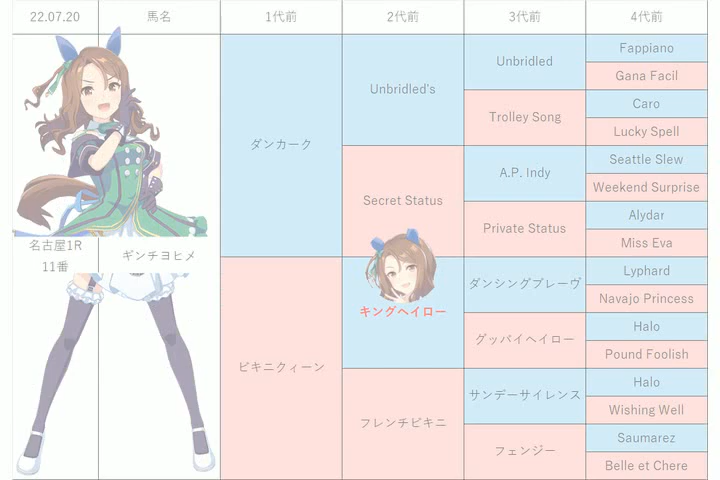 22.07.20 馬名 1代前 2代前 3代前 4代前
名古屋1R
11番
ギンチヨヒメ
ダンカーク
ビキニクィーン
Unbridled's
Secret Status
キングヘイロー
フレンチビキニ
Unbridled
Trolley Song
A.P. Indy
Private Status
ダンシングブレーヴ
グッバイヘイロー
サンデーサイレンス
フェンジー
Fappiano
Gana Facil
Caro
Lucky Spell
Seattle Slew
Weekend Surprise
Alydar
Miss Eva
Lyphard
Navajo Princess
Halo
Pound Foolish
Halo
Wishing Well
Saumarez
Belle et Chere